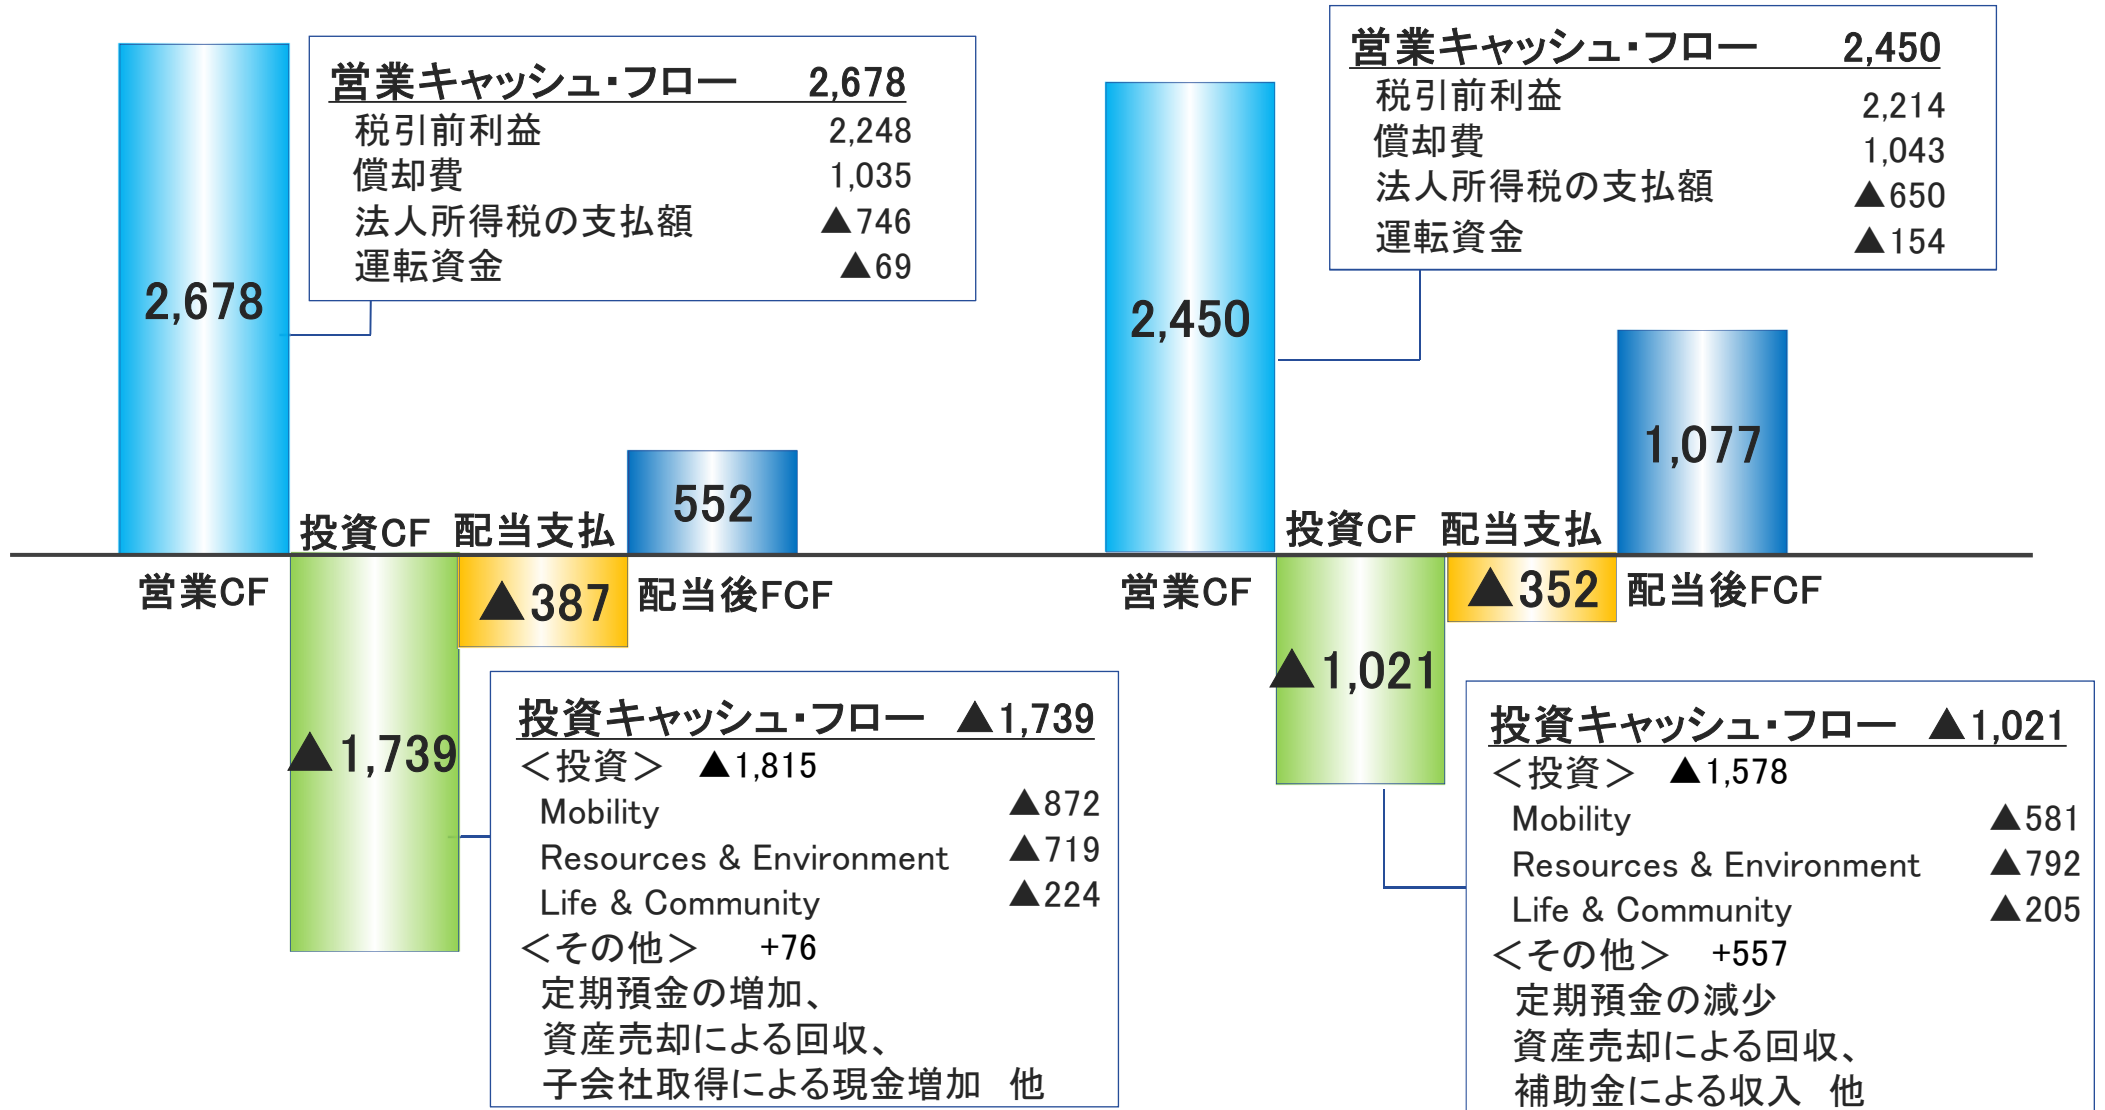 営業キャッシュ・フロー 2,678
税引前利益 2,248
償却費 1,035
法人所得税の支払額 ▲746
運転資金 ▲69
2,678
552
投資CF 配当支払
営業CF
▲387
配当後FCF
▲1,739
投資キャッシュ・フロー ▲1,739
＜投資＞ ▲1,815
Mobility ▲872
Resources & Environment ▲719
Life & Community ▲224
＜その他＞ +76
定期預金の増加、
資産売却による回収、
子会社取得による現金増加 他
営業キャッシュ・フロー 2,450
税引前利益 2,214
償却費 1,043
法人所得税の支払額 ▲650
運転資金 ▲154
2,450
1,077
投資CF 配当支払
営業CF
▲352
配当後FCF
▲1,021
投資キャッシュ・フロー ▲1,021
＜投資＞ ▲1,578
Mobility ▲581
Resources & Environment ▲792
Life & Community ▲205
＜その他＞ +557
定期預金の減少
資産売却による回収、
補助金による収入 他